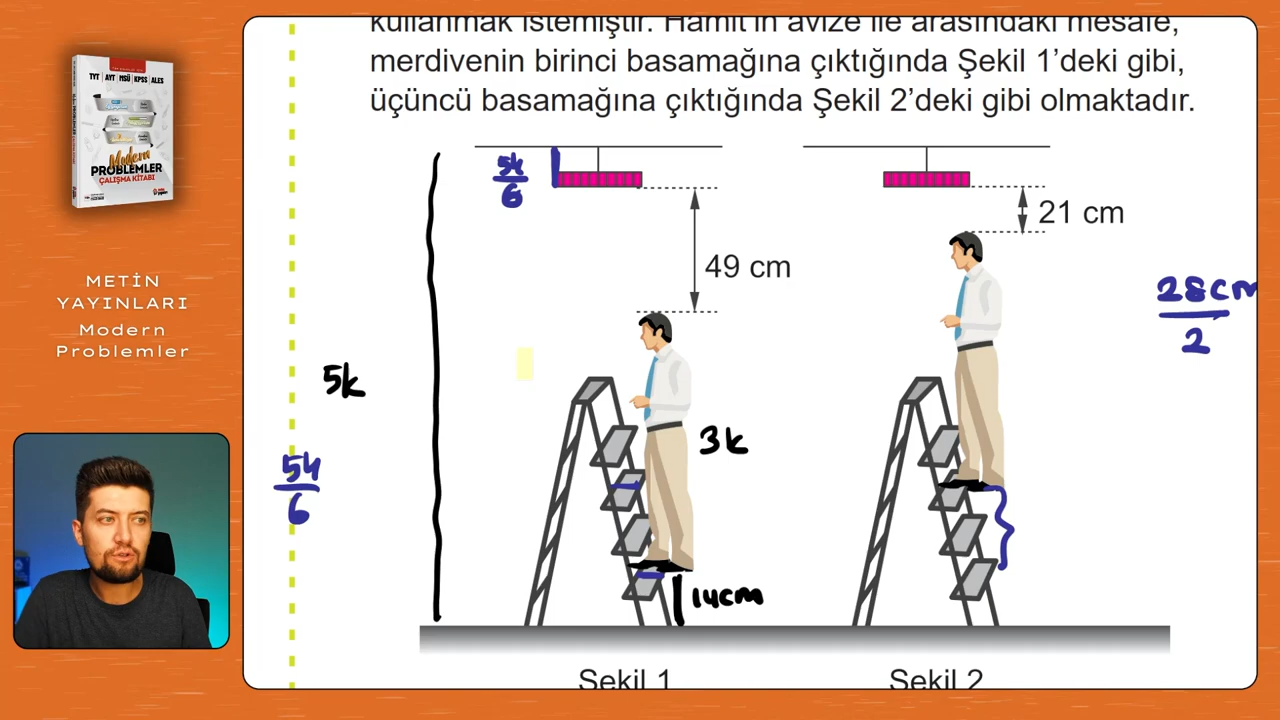 kullanmak istemiştir. Hamit'in avize ile arasındaki mesafe,
merdivenin birinci basamağına çıktığında Şekil 1'deki gibi,
üçüncü basamağına çıktığında Şekil 2'deki gibi olmaktadır.
TYT | AYT | MSÜ | KPSS | ALES
Modern
PROBLEMLER
ÇALIŞMA KİTABI
METİN
YAYINLARI
Modern
Problemler
5k
6
49 cm
21 cm
28cm
2
5k
3k
54
6
14cm
Şekil 1
Şekil 2